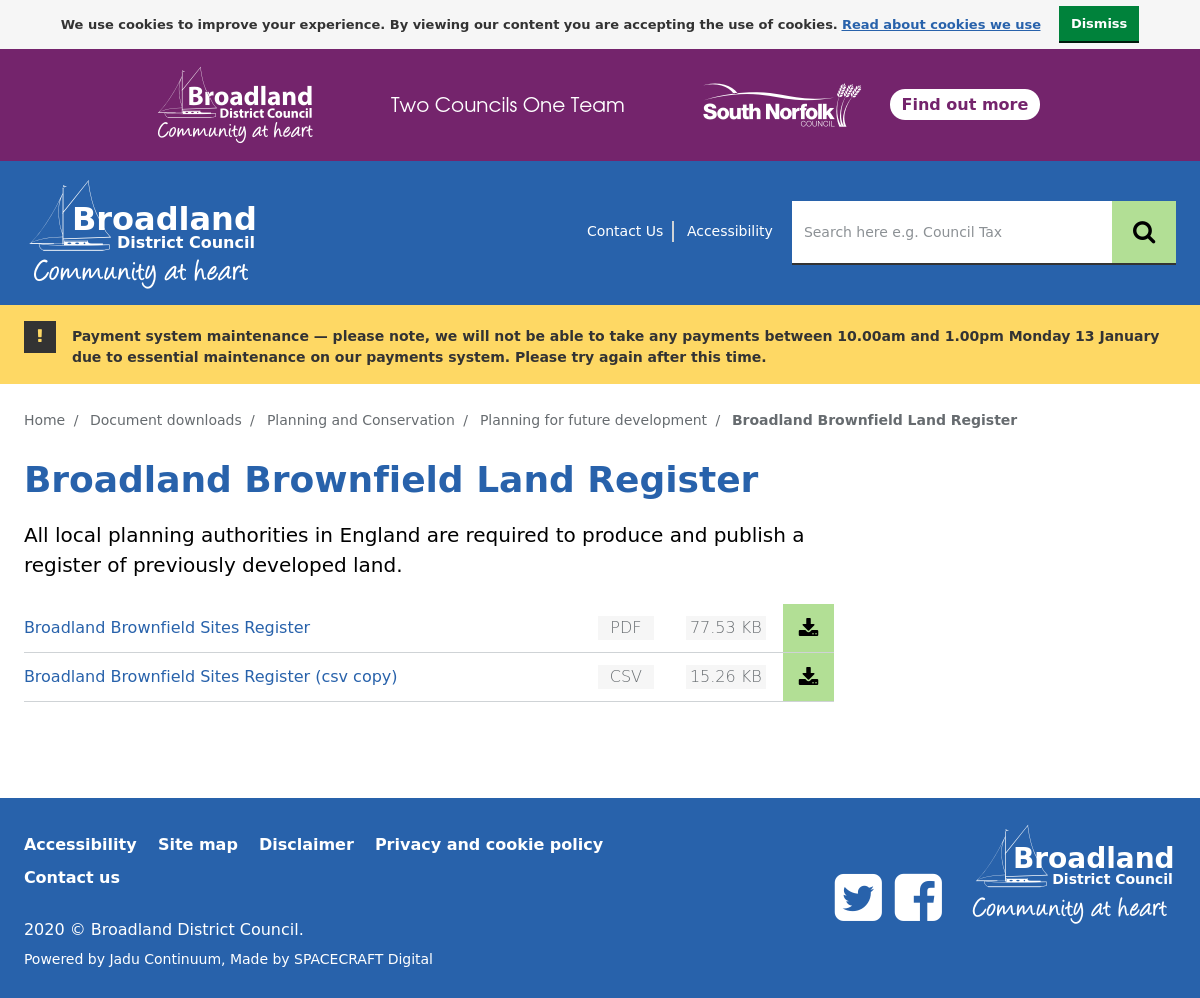 We use cookies to improve your experience. By viewing our content you are accepting the use of cookies. Read about cookies we use Dismiss
Broadland
District Council
Community at heart
Two Councils One Team
South Norfolk
COUNCIL
Find out more
Broadland
District Council
Community at heart
Contact Us
Accessibility
Search here e.g. Council Tax
! Payment system maintenance — please note, we will not be able to take any payments between 10.00am and 1.00pm Monday 13 January
due to essential maintenance on our payments system. Please try again after this time.
Home / Document downloads / Planning and Conservation / Planning for future development / Broadland Brownfield Land Register
Broadland Brownfield Land Register
All local planning authorities in England are required to produce and publish a
register of previously developed land.
Broadland Brownfield Sites Register PDF 77.53 KB
Broadland Brownfield Sites Register (csv copy) CSV 15.26 KB
Accessibility Site map Disclaimer Privacy and cookie policy
Contact us
2020 © Broadland District Council.
Powered by Jadu Continuum, Made by SPACECRAFT Digital
Broadland
District Council
Community at heart